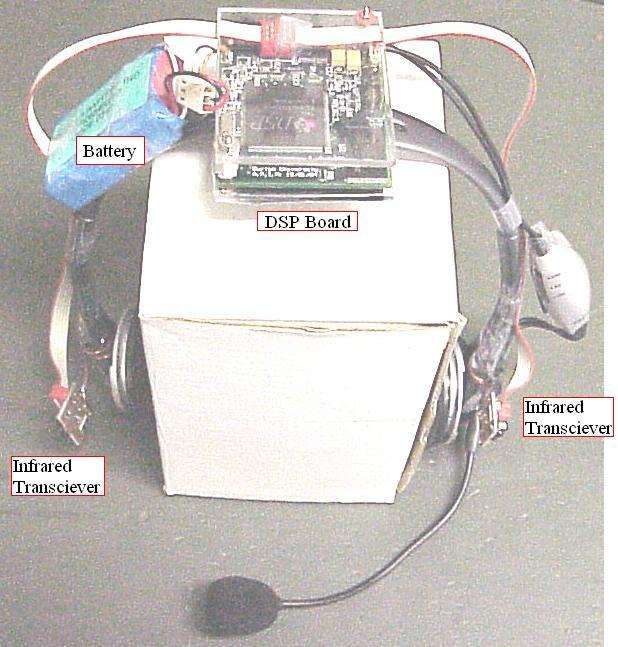 Battery
DSP Board
Infrared
Transciever
Infrared
Transciever